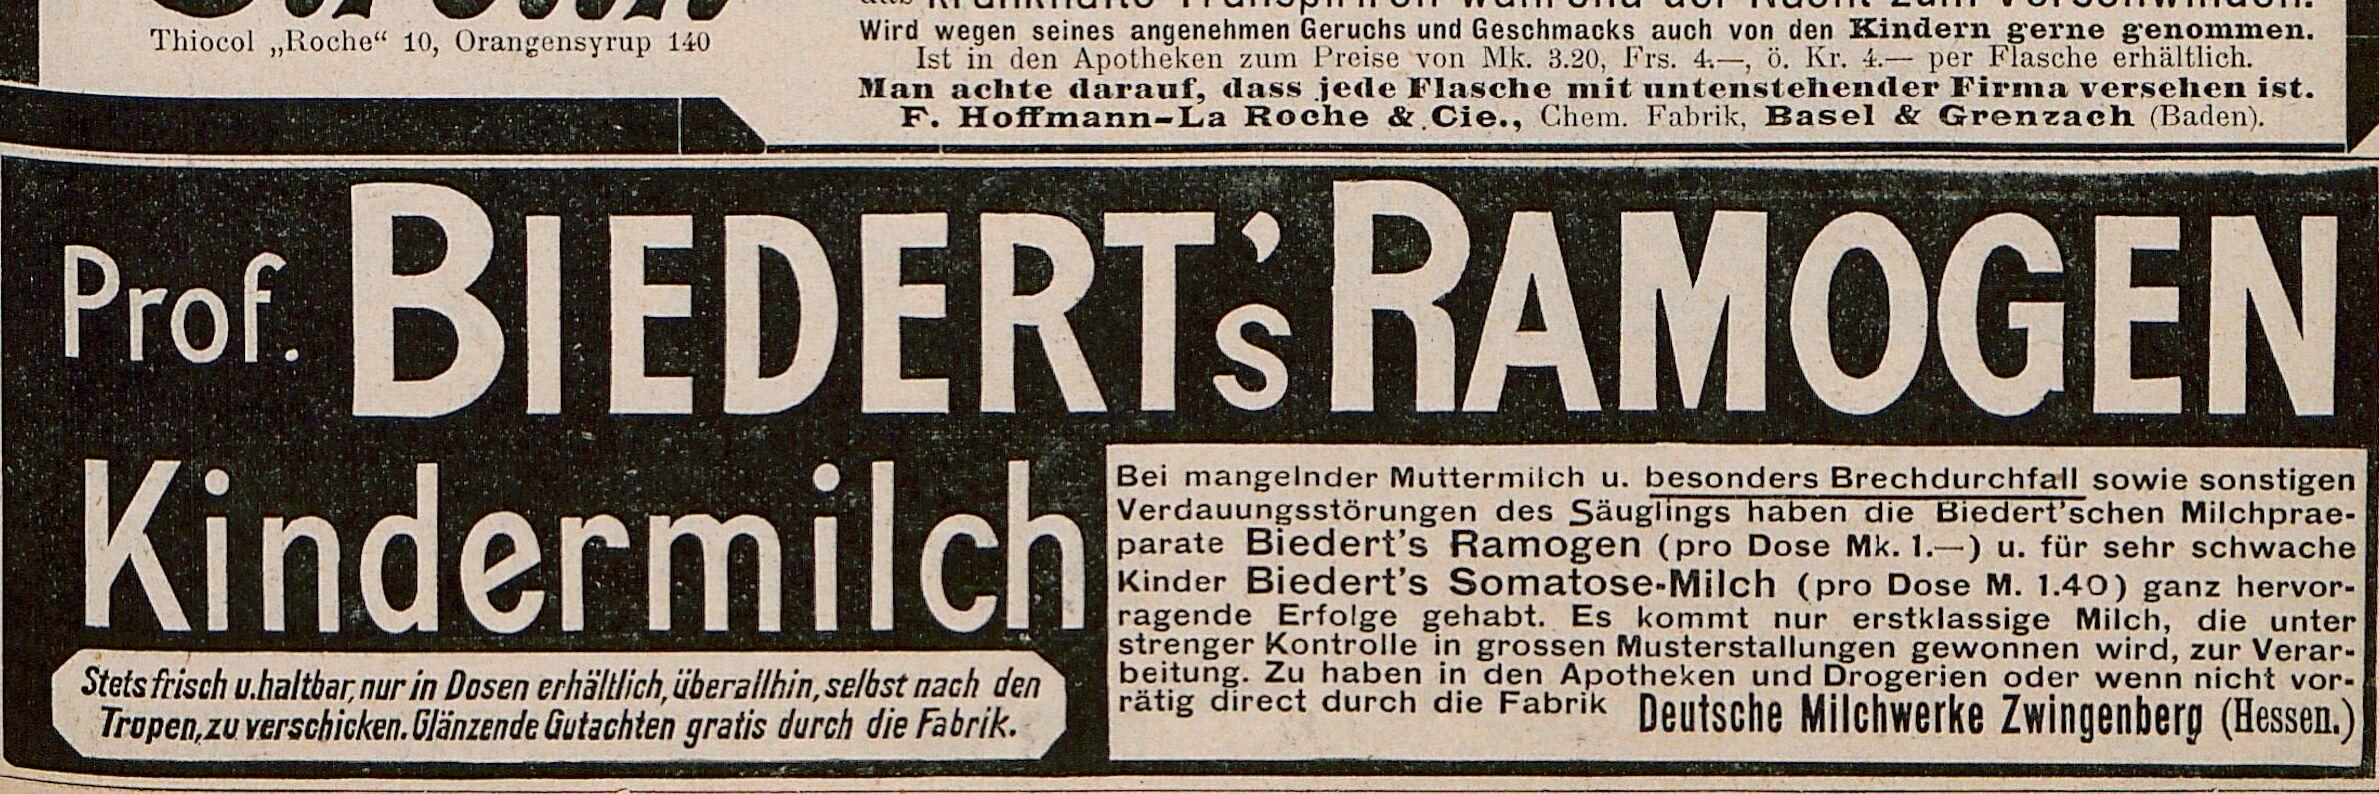 Thiocol „Roche“ 10, Orangensyrup 140
Wird wegen seines angenehmen Geruchs und Geschmacks auch von den Kindern gerne genommen.
Ist in den Apotheken zum Preise von Mk. 3.20, Frs. 4.—, ö. Kr. 4.— per Flasche erhältlich.
Man achte darauf, dass jede Flasche mit untenstehender Firma versehen ist.
F. Hoffmann-La Roche & Cie., Chem. Fabrik, Basel & Grenzach (Baden).
Prof. BIEDERT's RAMOGEN
Kindermilch
Stets frisch u. haltbar, nur in Dosen erhältlich, überallhin, selbst nach den
Tropen, zu verschicken. Glänzende Gutachten gratis durch die Fabrik.
Bei mangelnder Muttermilch u. besonders Brechdurchfall sowie sonstigen
Verdauungsstörungen des Säuglings haben die Biedert'schen Milchprae-
parate Biedert's Ramogen (pro Dose Mk. 1.—) u. für sehr schwache
Kinder Biedert's Somatose-Milch (pro Dose M. 1.40) ganz hervor-
ragende Erfolge gehabt. Es kommt nur erstklassige Milch, die unter
strenger Kontrolle in grossen Musterstallungen gewonnen wird, zur Verar-
beitung. Zu haben in den Apotheken und Drogerien oder wenn nicht vor-
rätig direct durch die Fabrik Deutsche Milchwerke Zwingenberg (Hessen.)